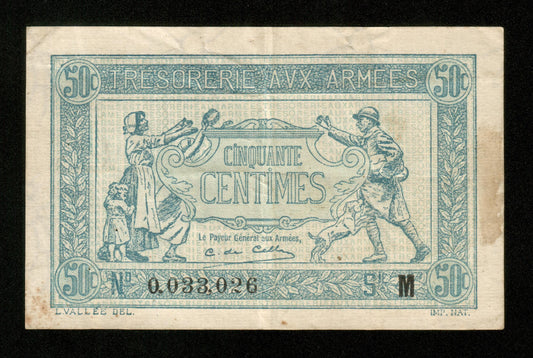 50c TRESORERIE AVX ARMEES 50c
CINQUANTE
CENTIMES
Le Payeur Général aux Armées,
50c No 0.033.026 Sie M 50c
L.VALLÉE DEL. IMP. NAT.